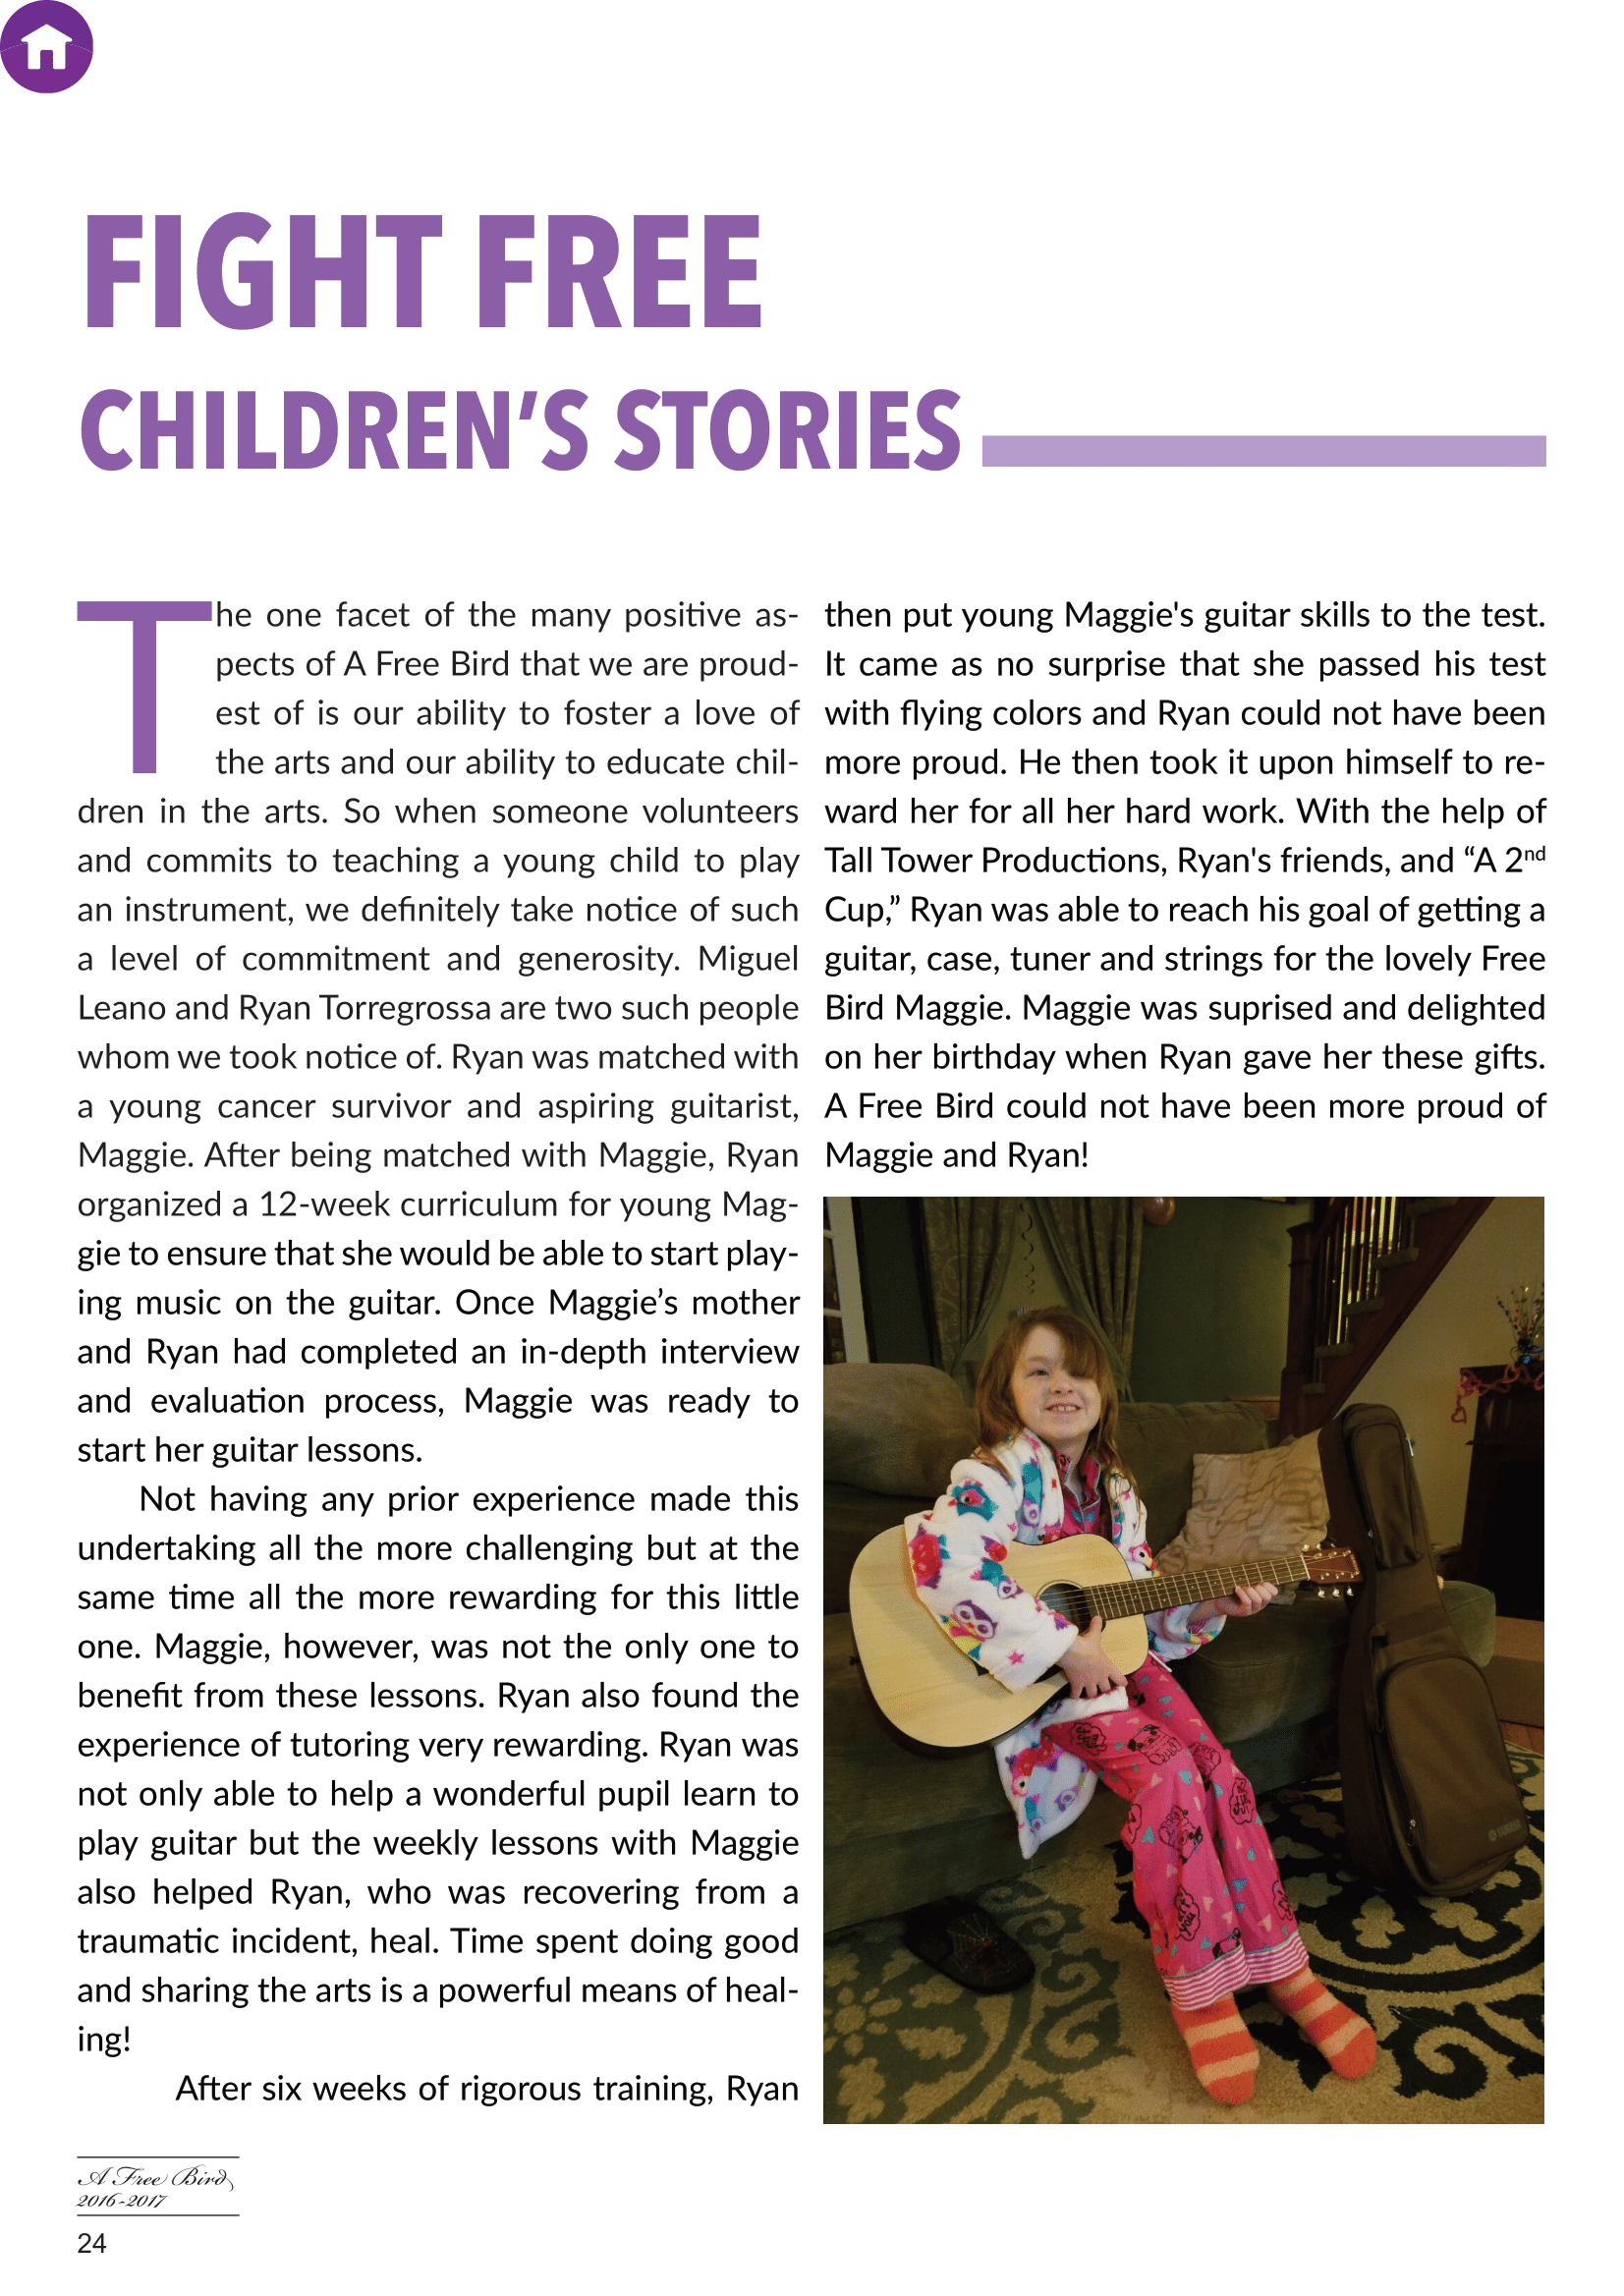 FIGHT FREE
CHILDREN’S STORIES
The one facet of the many positive as-
pects of A Free Bird that we are proud-
est of is our ability to foster a love of
the arts and our ability to educate chil-
dren in the arts. So when someone volunteers
and commits to teaching a young child to play
an instrument, we definitely take notice of such
a level of commitment and generosity. Miguel
Leano and Ryan Torregrossa are two such people
whom we took notice of. Ryan was matched with
a young cancer survivor and aspiring guitarist,
Maggie. After being matched with Maggie, Ryan
organized a 12-week curriculum for young Mag-
gie to ensure that she would be able to start play-
ing music on the guitar. Once Maggie’s mother
and Ryan had completed an in-depth interview
and evaluation process, Maggie was ready to
start her guitar lessons.
Not having any prior experience made this
undertaking all the more challenging but at the
same time all the more rewarding for this little
one. Maggie, however, was not the only one to
benefit from these lessons. Ryan also found the
experience of tutoring very rewarding. Ryan was
not only able to help a wonderful pupil learn to
play guitar but the weekly lessons with Maggie
also helped Ryan, who was recovering from a
traumatic incident, heal. Time spent doing good
and sharing the arts is a powerful means of heal-
ing!
After six weeks of rigorous training, Ryan
then put young Maggie's guitar skills to the test.
It came as no surprise that she passed his test
with flying colors and Ryan could not have been
more proud. He then took it upon himself to re-
ward her for all her hard work. With the help of
Tall Tower Productions, Ryan's friends, and “A 2nd
Cup,” Ryan was able to reach his goal of getting a
guitar, case, tuner and strings for the lovely Free
Bird Maggie. Maggie was suprised and delighted
on her birthday when Ryan gave her these gifts.
A Free Bird could not have been more proud of
Maggie and Ryan!
YAMAHA
A Free Bird
2016-2017
24